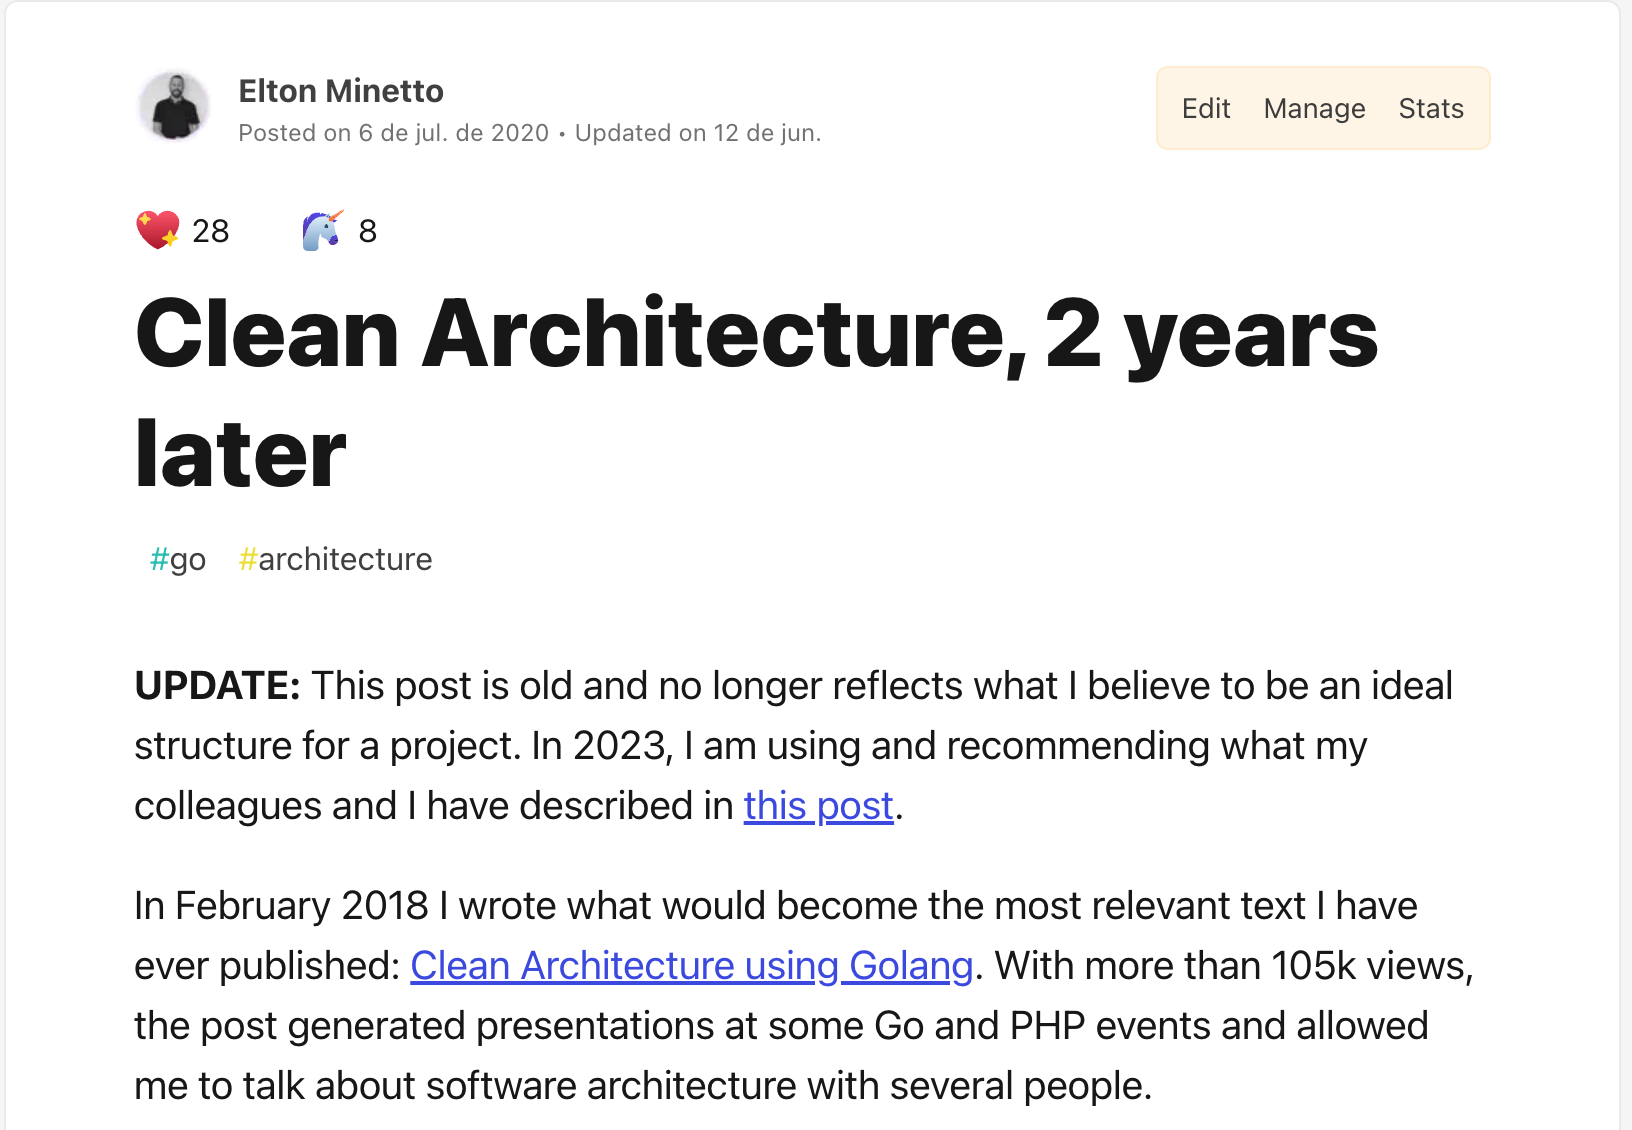 Elton Minetto
Posted on 6 de jul. de 2020 • Updated on 12 de jun.
Edit Manage Stats
28 8
Clean Architecture, 2 years
later
#go #architecture
UPDATE: This post is old and no longer reflects what I believe to be an ideal
structure for a project. In 2023, I am using and recommending what my
colleagues and I have described in this post.
In February 2018 I wrote what would become the most relevant text I have
ever published: Clean Architecture using Golang. With more than 105k views,
the post generated presentations at some Go and PHP events and allowed
me to talk about software architecture with several people.